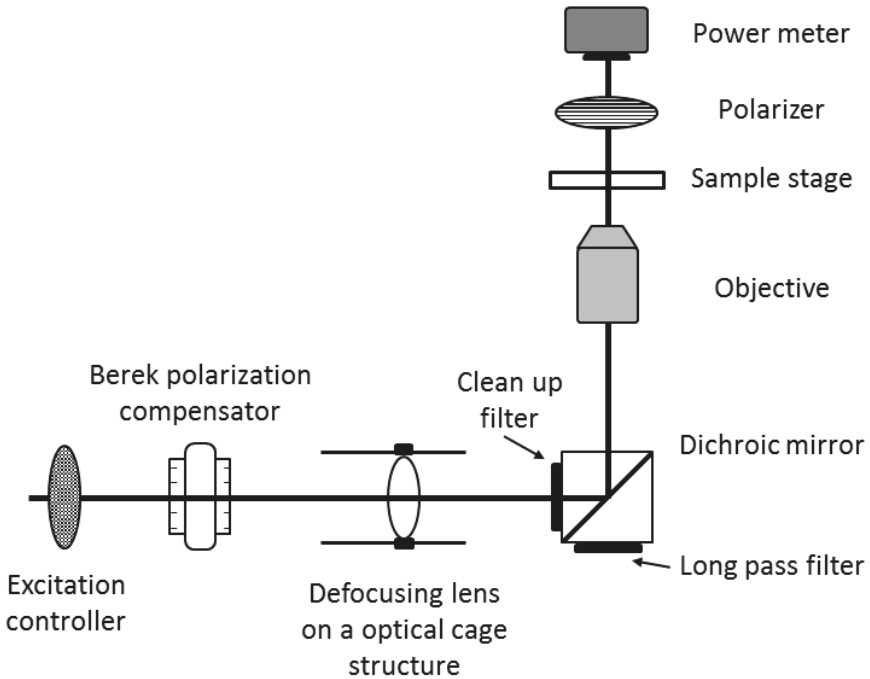 Power meter
Polarizer
Sample stage
Objective
Berek polarization
compensator
Clean up
filter
Dichroic mirror
Long pass filter
Excitation
controller
Defocusing lens
on a optical cage
structure